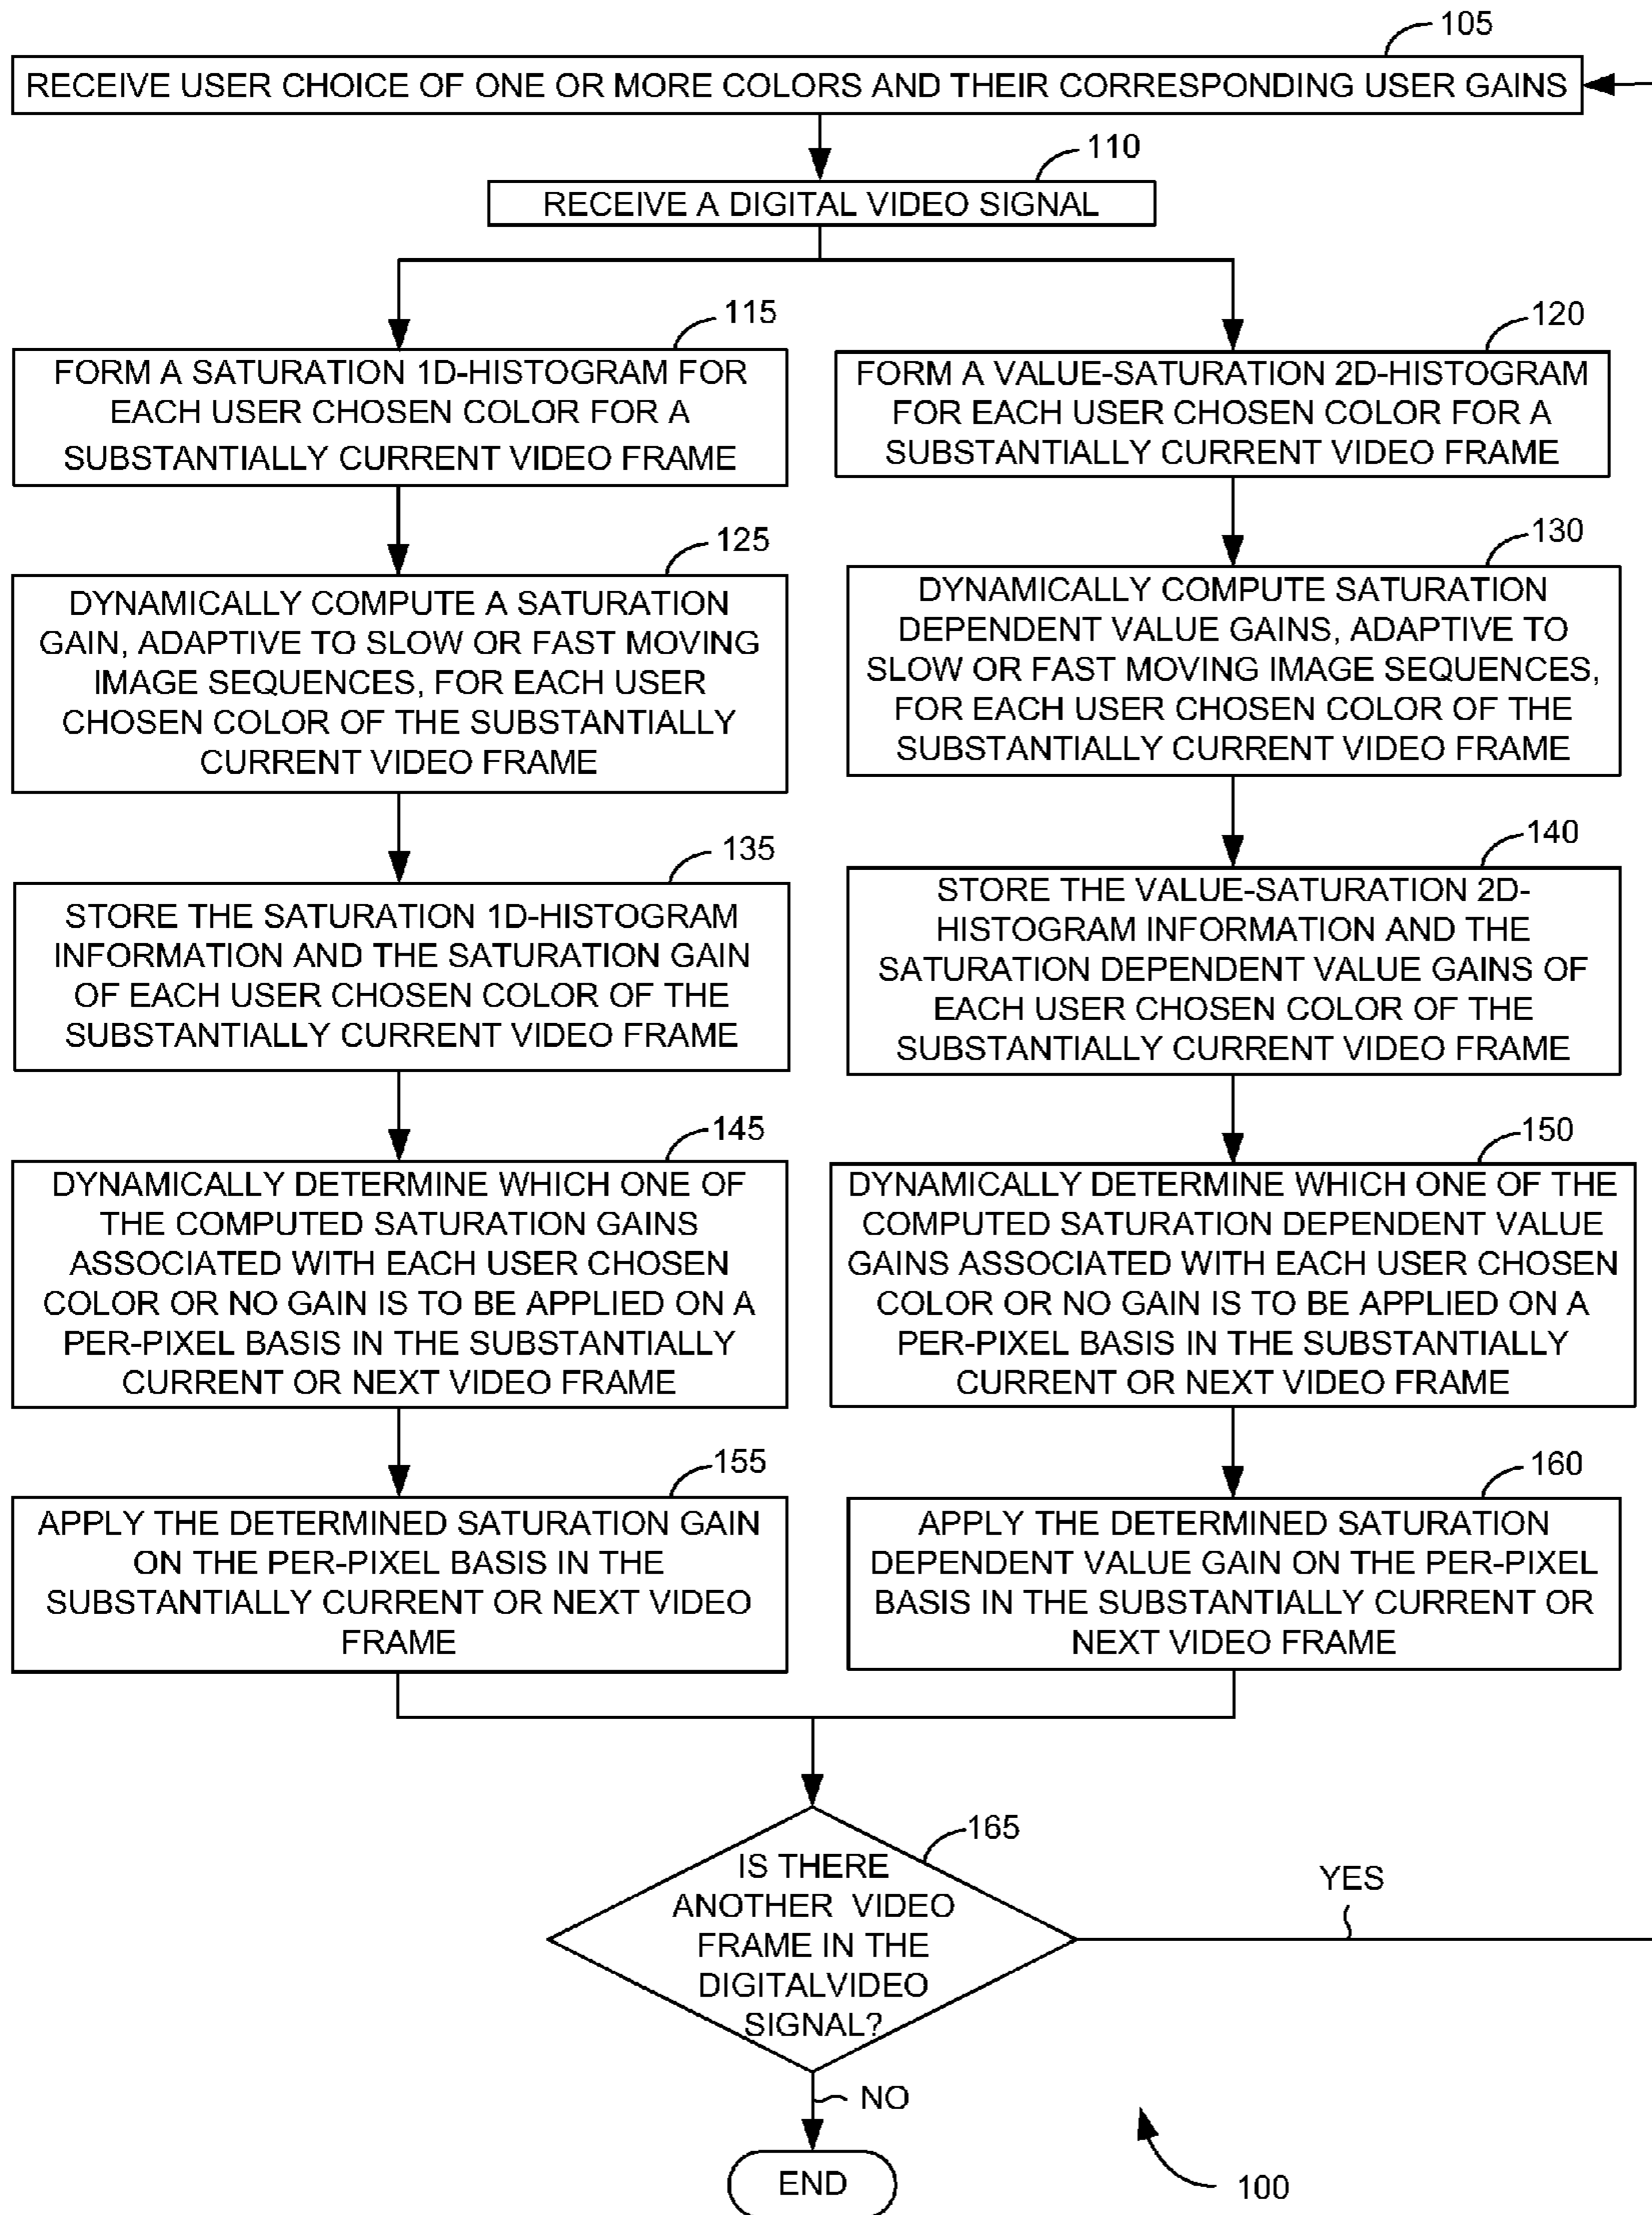 105
RECEIVE USER CHOICE OF ONE OR MORE COLORS AND THEIR CORRESPONDING USER GAINS
110
RECEIVE A DIGITAL VIDEO SIGNAL
115
FORM A SATURATION 1D-HISTOGRAM FOR
EACH USER CHOSEN COLOR FOR A
SUBSTANTIALLY CURRENT VIDEO FRAME
120
FORM A VALUE-SATURATION 2D-HISTOGRAM
FOR EACH USER CHOSEN COLOR FOR A
SUBSTANTIALLY CURRENT VIDEO FRAME
125
DYNAMICALLY COMPUTE A SATURATION
GAIN, ADAPTIVE TO SLOW OR FAST MOVING
IMAGE SEQUENCES, FOR EACH USER
CHOSEN COLOR OF THE SUBSTANTIALLY
CURRENT VIDEO FRAME
130
DYNAMICALLY COMPUTE SATURATION
DEPENDENT VALUE GAINS, ADAPTIVE TO
SLOW OR FAST MOVING IMAGE SEQUENCES,
FOR EACH USER CHOSEN COLOR OF THE
SUBSTANTIALLY CURRENT VIDEO FRAME
135
STORE THE SATURATION 1D-HISTOGRAM
INFORMATION AND THE SATURATION GAIN
OF EACH USER CHOSEN COLOR OF THE
SUBSTANTIALLY CURRENT VIDEO FRAME
140
STORE THE VALUE-SATURATION 2D-
HISTOGRAM INFORMATION AND THE
SATURATION DEPENDENT VALUE GAINS OF
EACH USER CHOSEN COLOR OF THE
SUBSTANTIALLY CURRENT VIDEO FRAME
145
DYNAMICALLY DETERMINE WHICH ONE OF
THE COMPUTED SATURATION GAINS
ASSOCIATED WITH EACH USER CHOSEN
COLOR OR NO GAIN IS TO BE APPLIED ON A
PER-PIXEL BASIS IN THE SUBSTANTIALLY
CURRENT OR NEXT VIDEO FRAME
150
DYNAMICALLY DETERMINE WHICH ONE OF THE
COMPUTED SATURATION DEPENDENT VALUE
GAINS ASSOCIATED WITH EACH USER CHOSEN
COLOR OR NO GAIN IS TO BE APPLIED ON A
PER-PIXEL BASIS IN THE SUBSTANTIALLY
CURRENT OR NEXT VIDEO FRAME
155
APPLY THE DETERMINED SATURATION GAIN
ON THE PER-PIXEL BASIS IN THE
SUBSTANTIALLY CURRENT OR NEXT VIDEO
FRAME
160
APPLY THE DETERMINED SATURATION
DEPENDENT VALUE GAIN ON THE PER-PIXEL
BASIS IN THE SUBSTANTIALLY CURRENT OR
NEXT VIDEO FRAME
165
IS THERE
ANOTHER VIDEO
FRAME IN THE
DIGITALVIDEO
SIGNAL?
YES
NO
END
100